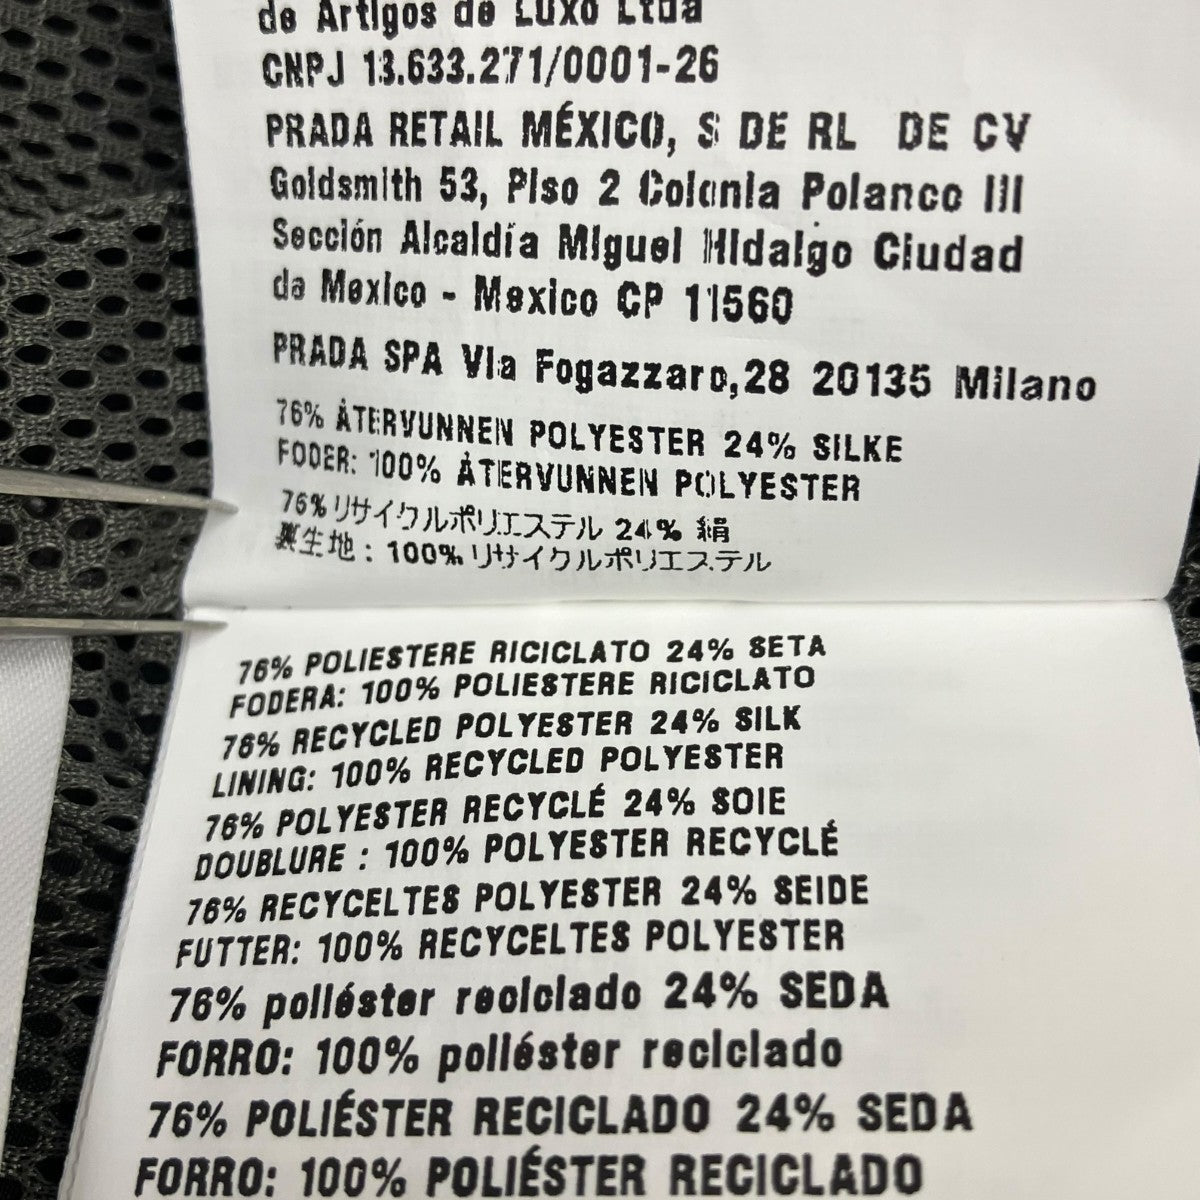 de Artigos de Luxo Ltda
CNPJ 13.633.271/0001-26
PRADA RETAIL MÉXICO, S DE RL DE CV
Goldsmith 53, Piso 2 Colonia Polanco III
Sección Alcaldía Miguel Hidalgo Ciudad
de Mexico - Mexico CP 11560
PRADA SPA Via Fogazzaro,28 20135 Milano
76% ÅTERVUNNEN POLYESTER 24% SILKE
FODER: 100% ÅTERVUNNEN POLYESTER
76%リサイクルポリエステル 24% 絹
裏生地 : 100%リサイクルポリエステル
76% POLIESTERE RICICLATO 24% SETA
FODERA: 100% POLIESTERE RICICLATO
76% RECYCLED POLYESTER 24% SILK
LINING: 100% RECYCLED POLYESTER
76% POLYESTER RECYCLÉ 24% SOIE
DOUBLURE : 100% POLYESTER RECYCLÉ
76% RECYCELTES POLYESTER 24% SEIDE
FUTTER: 100% RECYCELTES POLYESTER
76% poliéster reciclado 24% SEDA
FORRO: 100% poliéster reciclado
76% POLIÉSTER RECICLADO 24% SEDA
FORRO: 100% POLIÉSTER RECICLADO